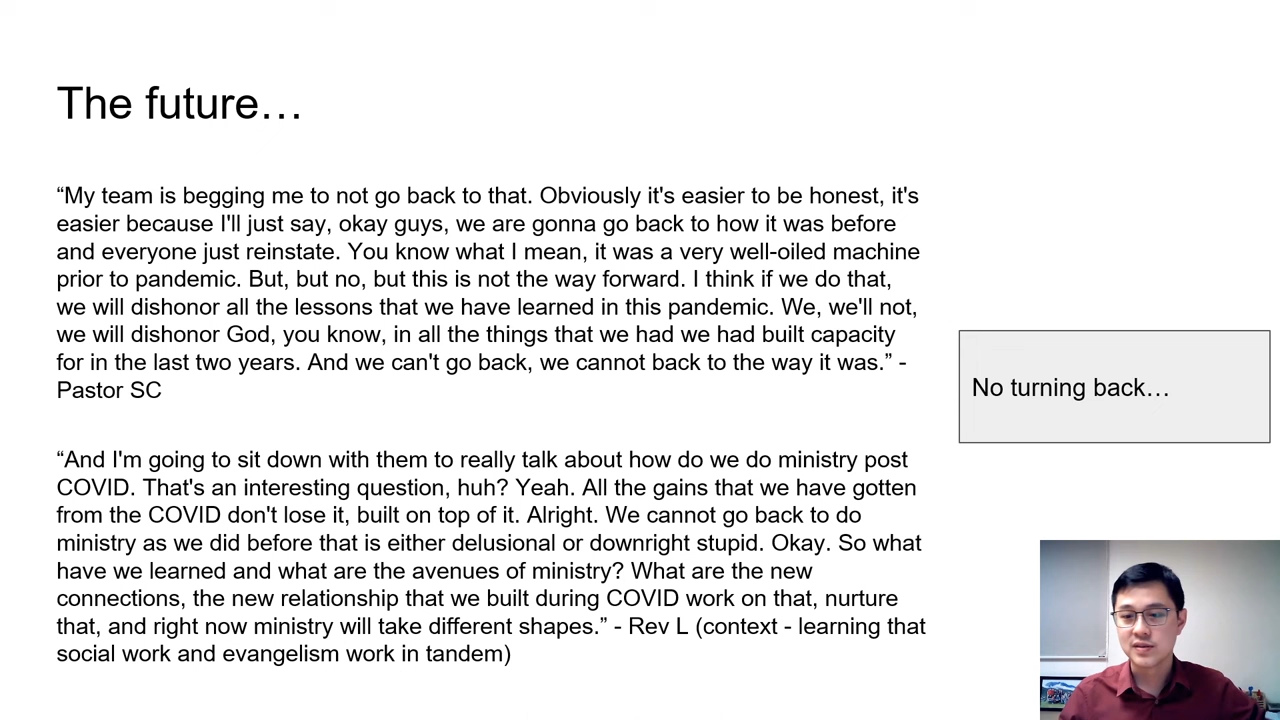 The future…
“My team is begging me to not go back to that. Obviously it's easier to be honest, it's
easier because I'll just say, okay guys, we are gonna go back to how it was before
and everyone just reinstate. You know what I mean, it was a very well-oiled machine
prior to pandemic. But, but no, but this is not the way forward. I think if we do that,
we will dishonor all the lessons that we have learned in this pandemic. We, we'll not,
we will dishonor God, you know, in all the things that we had we had built capacity
for in the last two years. And we can't go back, we cannot back to the way it was.” -
Pastor SC
“And I'm going to sit down with them to really talk about how do we do ministry post
COVID. That's an interesting question, huh? Yeah. All the gains that we have gotten
from the COVID don't lose it, built on top of it. Alright. We cannot go back to do
ministry as we did before that is either delusional or downright stupid. Okay. So what
have we learned and what are the avenues of ministry? What are the new
connections, the new relationship that we built during COVID work on that, nurture
that, and right now ministry will take different shapes.” - Rev L (context - learning that
social work and evangelism work in tandem)
No turning back…